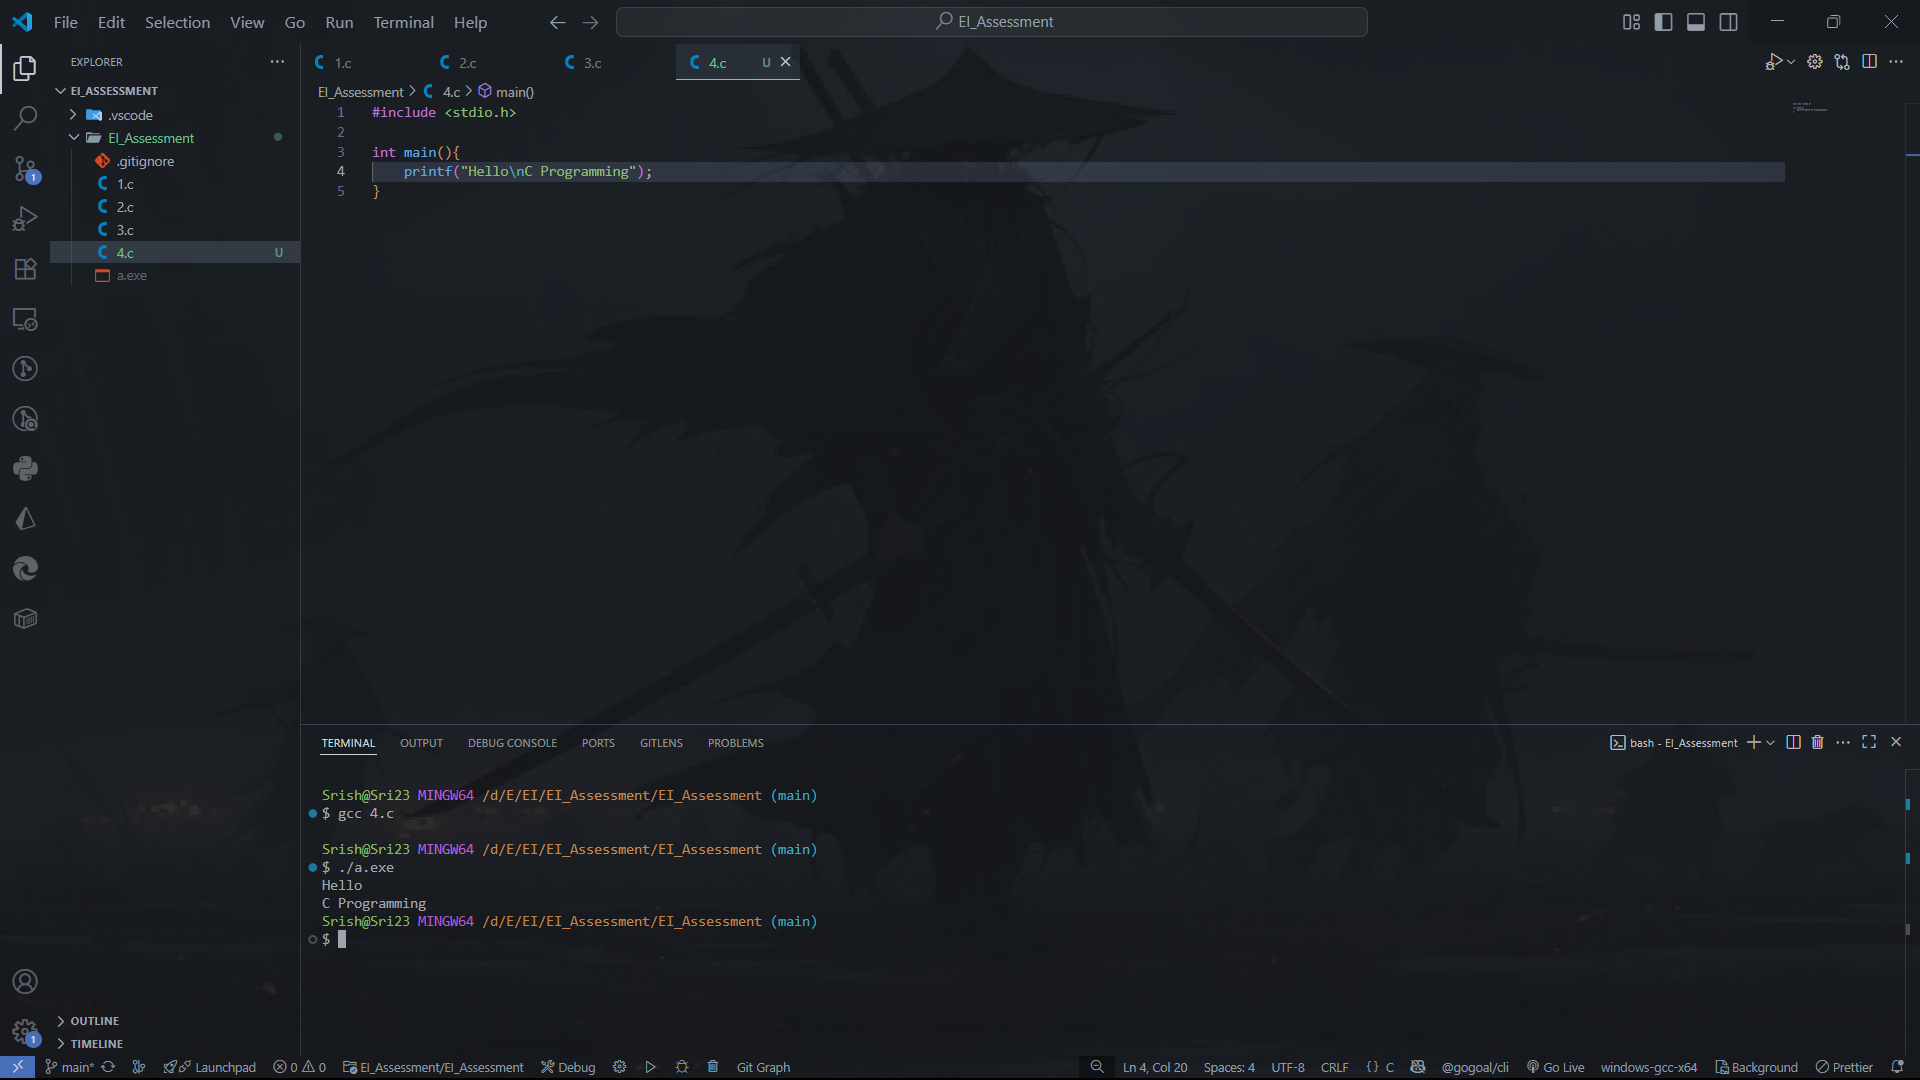 File Edit Selection View Go Run Terminal Help
EI_Assessment
EXPLORER
EI_ASSESSMENT
.vscode
EI_Assessment
.gitignore
1.c
2.c
3.c
4.c U
a.exe
OUTLINE
TIMELINE
1
1
1.c 2.c 3.c 4.c U
EI_Assessment > 4.c > main()
1 #include <stdio.h>
2
3 int main(){
4 printf("Hello\nC Programming");
5 }
TERMINAL OUTPUT DEBUG CONSOLE PORTS GITLENS PROBLEMS
bash - EI_Assessment
Srish@Sri23 MINGW64 /d/E/EI/EI_Assessment/EI_Assessment (main)
$ gcc 4.c
Srish@Sri23 MINGW64 /d/E/EI/EI_Assessment/EI_Assessment (main)
$ ./a.exe
Hello
C Programming
Srish@Sri23 MINGW64 /d/E/EI/EI_Assessment/EI_Assessment (main)
$
main* Launchpad 0 0 EI_Assessment/EI_Assessment Debug Git Graph Ln 4, Col 20 Spaces: 4 UTF-8 CRLF {} C @gogoal/cli Go Live windows-gcc-x64 Background Prettier